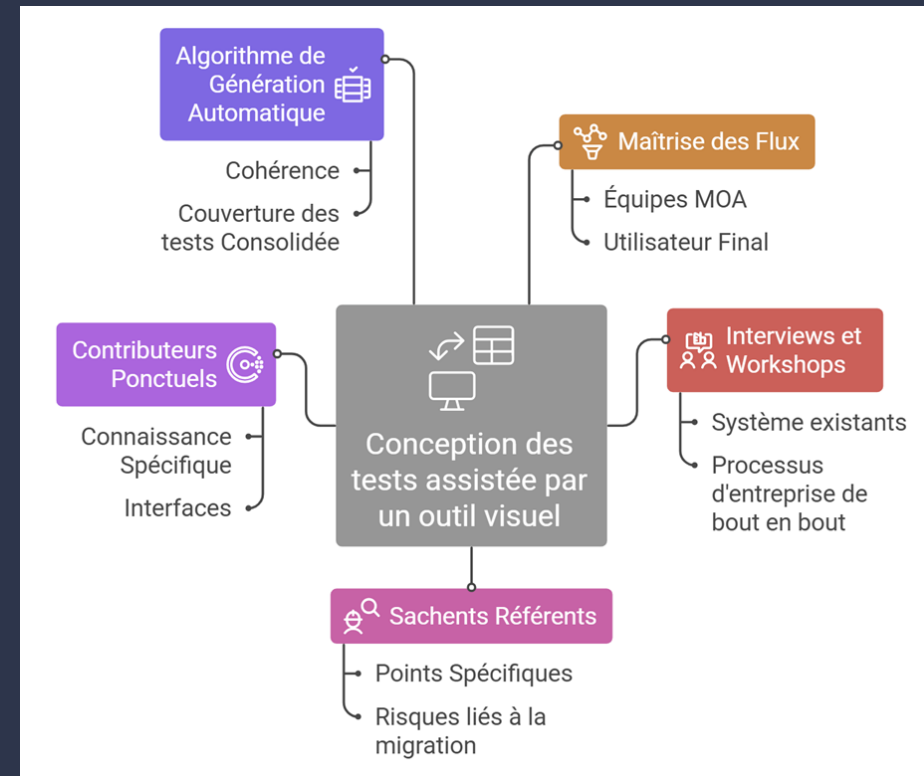 Algorithme de
Génération
Automatique
Cohérence
Couverture des
tests Consolidée
Maîtrise des Flux
Équipes MOA
Utilisateur Final
Contributeurs
Ponctuels
Connaissance
Spécifique
Interfaces
Conception des
tests assistée par
un outil visuel
Interviews et
Workshops
Système existants
Processus
d'entreprise de
bout en bout
Sachents Référents
Points Spécifiques
Risques liés à la
migration